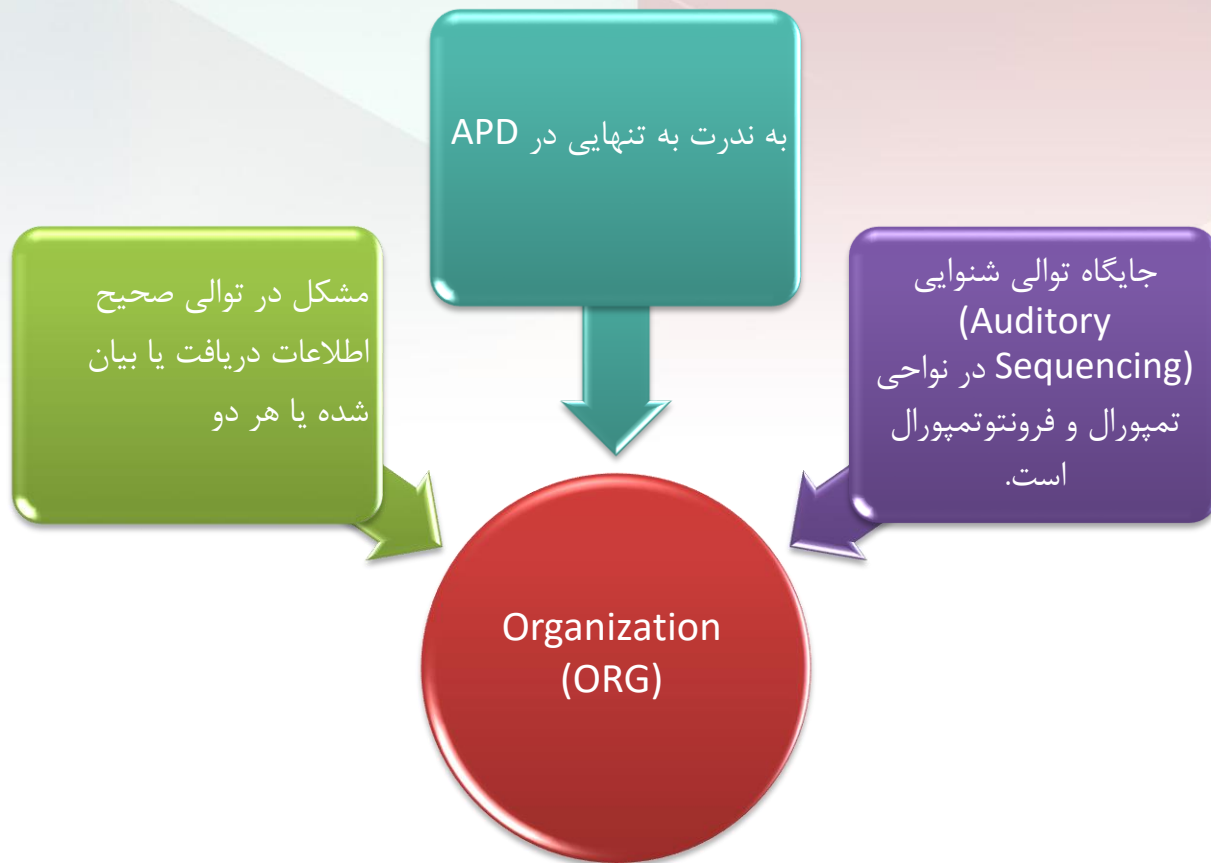 به ندرت به تنهایی در APD
مشکل در توالی صحیح
اطلاعات دریافت یا بیان
شده یا هر دو
جایگاه توالی شنوایی
(Auditory
Sequencing) در نواحی
تمپورال و فرونتوتمپورال
است.
Organization
(ORG)